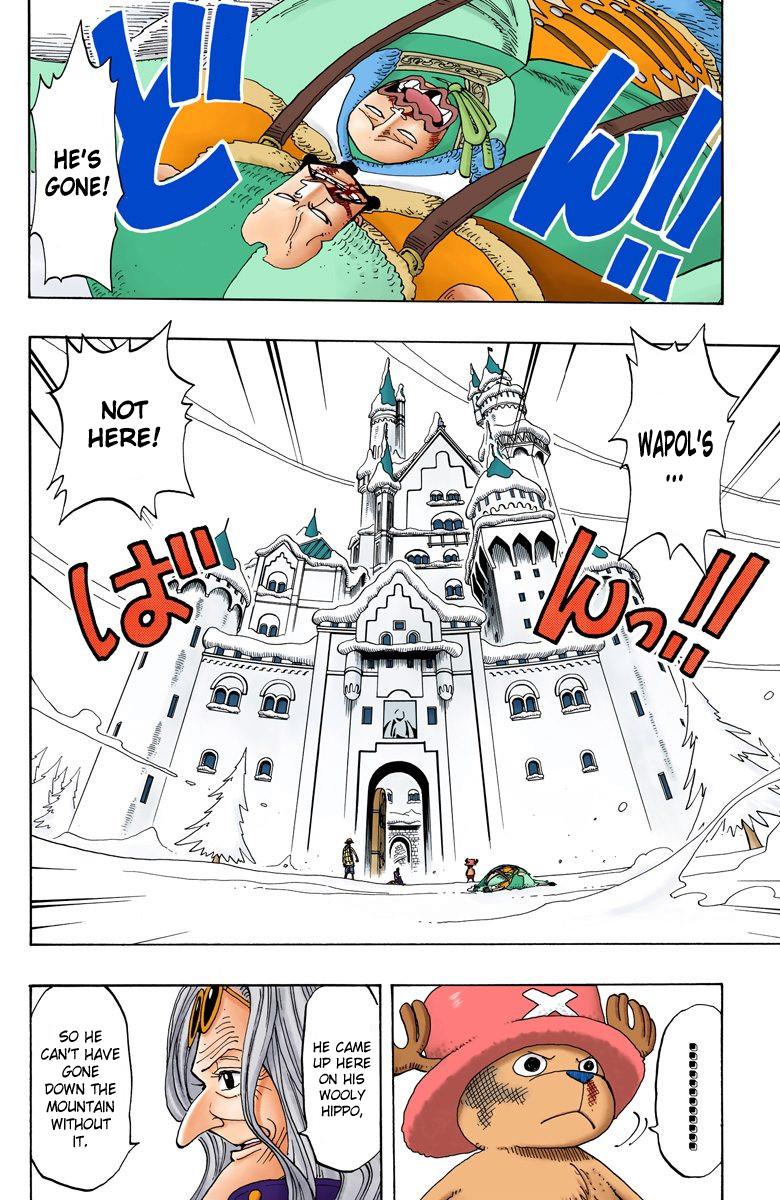 HE'S
GONE!
どん!!
WAPOL'S
...
NOT
HERE!
ばんっ!!
............
HE CAME
UP HERE
ON HIS
WOOLY
HIPPO,
SO HE
CAN'T HAVE
GONE
DOWN THE
MOUNTAIN
WITHOUT
IT.